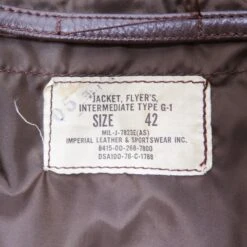 JACKET, FLYER'S,
INTERMEDIATE TYPE G-1
SIZE 42
MIL-J-7823E(AS)
IMPERIAL LEATHER & SPORTSWEAR INC.
8415-00-268-7800
DSA100-76-C-1788